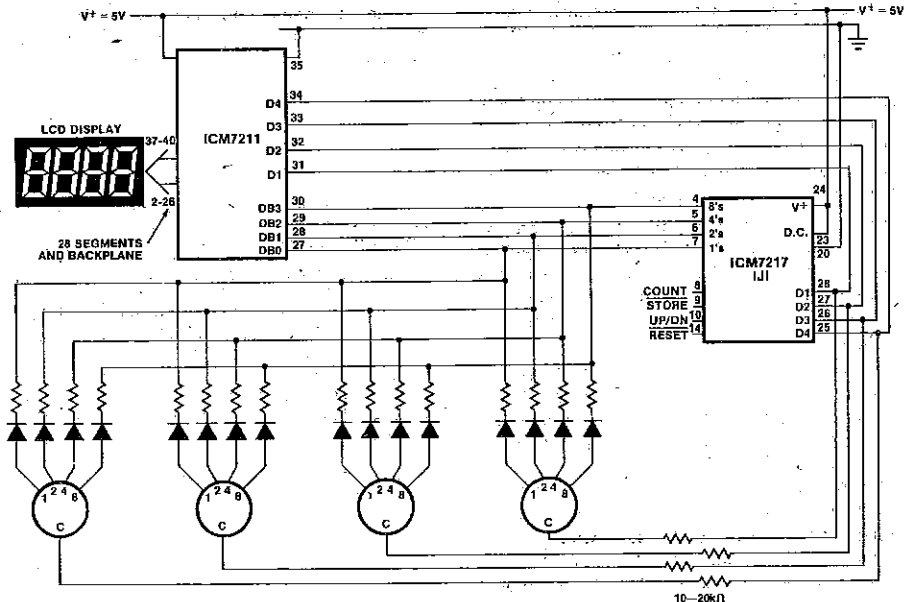 V+ = 5V
V+ = 5V
35
34
D4
33
D3
ICM7211
32
D2
31
D1
LCD DISPLAY
37-40
2-26
28 SEGMENTS
AND BACKPLANE
30
DB3
29
DB2
28
DB1
27
DB0
24
4
8's
V+
5
4's
6
2's
D.C.
7
1's
23
20
ICM7217
IJI
COUNT
8
STORE
9
UP/DN
10
RESET
14
28
D1
27
D2
26
D3
25
D4
1 2 4 8
C
1 2 4 8
C
1 2 4 8
C
1 2 4 8
C
10—20kΩ